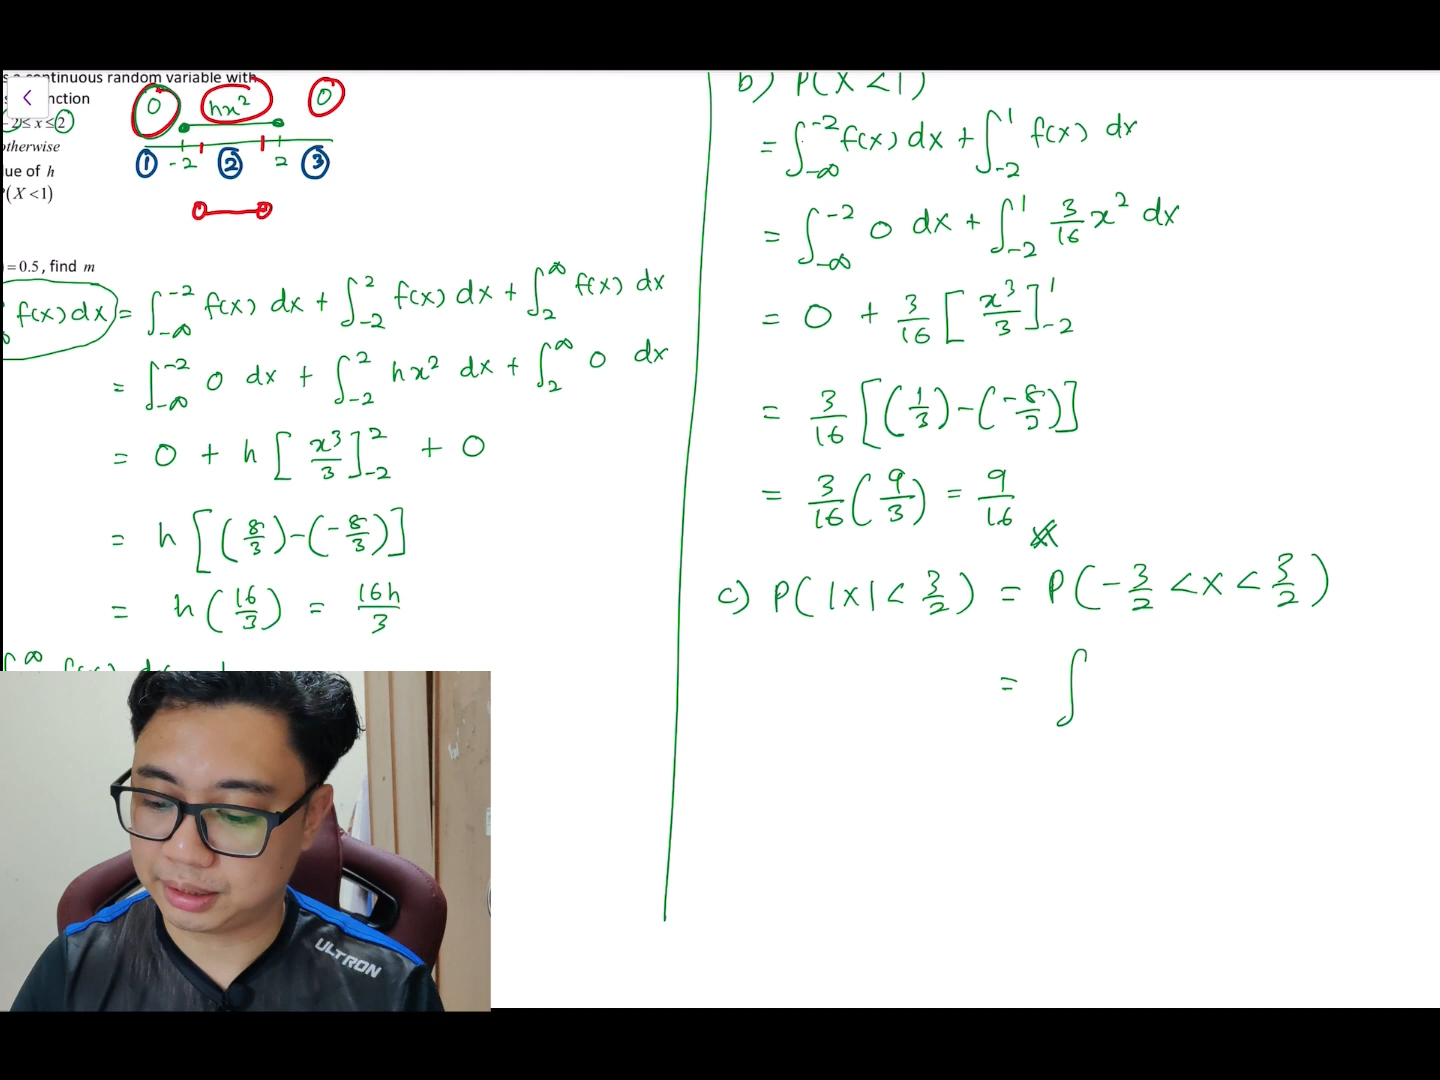 a continuous random variable with
nction
-2 ≤ x ≤ 2
otherwise
ue of h
(X < 1)
0 hx² 0
① -2 ② 2 ③
= 0.5, find m
f(x) dx = ∫_{-∞}^{-2} f(x) dx + ∫_{-2}^{2} f(x) dx + ∫_{2}^{∞} f(x) dx
= ∫_{-∞}^{-2} 0 dx + ∫_{-2}^{2} hx² dx + ∫_{2}^{∞} 0 dx
= 0 + h [x³/3]_{-2}^{2} + 0
= h [(8/3) - (-8/3)]
= h (16/3) = 16h/3
b) P(X < 1)
= ∫_{-∞}^{-2} f(x) dx + ∫_{-2}^{1} f(x) dx
= ∫_{-∞}^{-2} 0 dx + ∫_{-2}^{1} 3/16 x² dx
= 0 + 3/16 [x³/3]_{-2}^{1}
= 3/16 [(1/3) - (-8/3)]
= 3/16 (9/3) = 9/16
c) P(|X| < 3/2) = P(-3/2 < X < 3/2)
= ∫
ULTRON